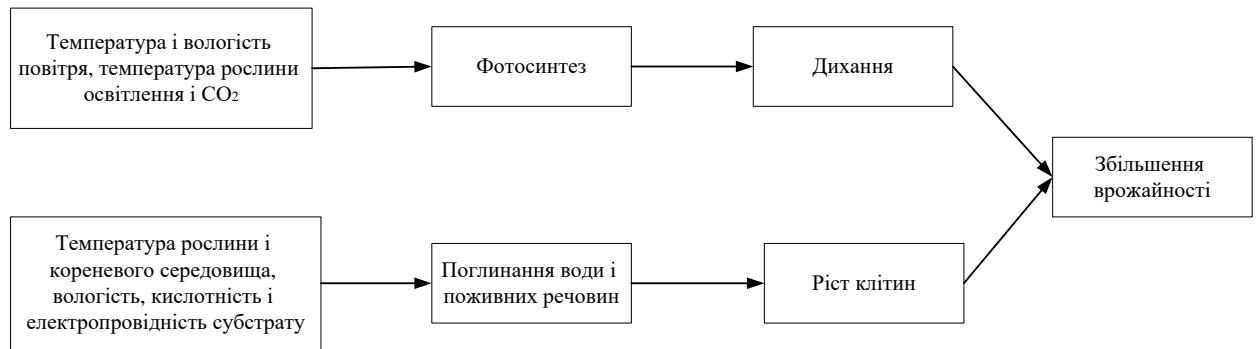 Температура і вологість
повітря, температура рослини
освітлення і CO₂
Фотосинтез
Дихання
Збільшення
врожайності
Температура рослини і
кореневого середовища,
вологість, кислотність і
електропровідність субстрату
Поглинання води і
поживних речовин
Ріст клітин